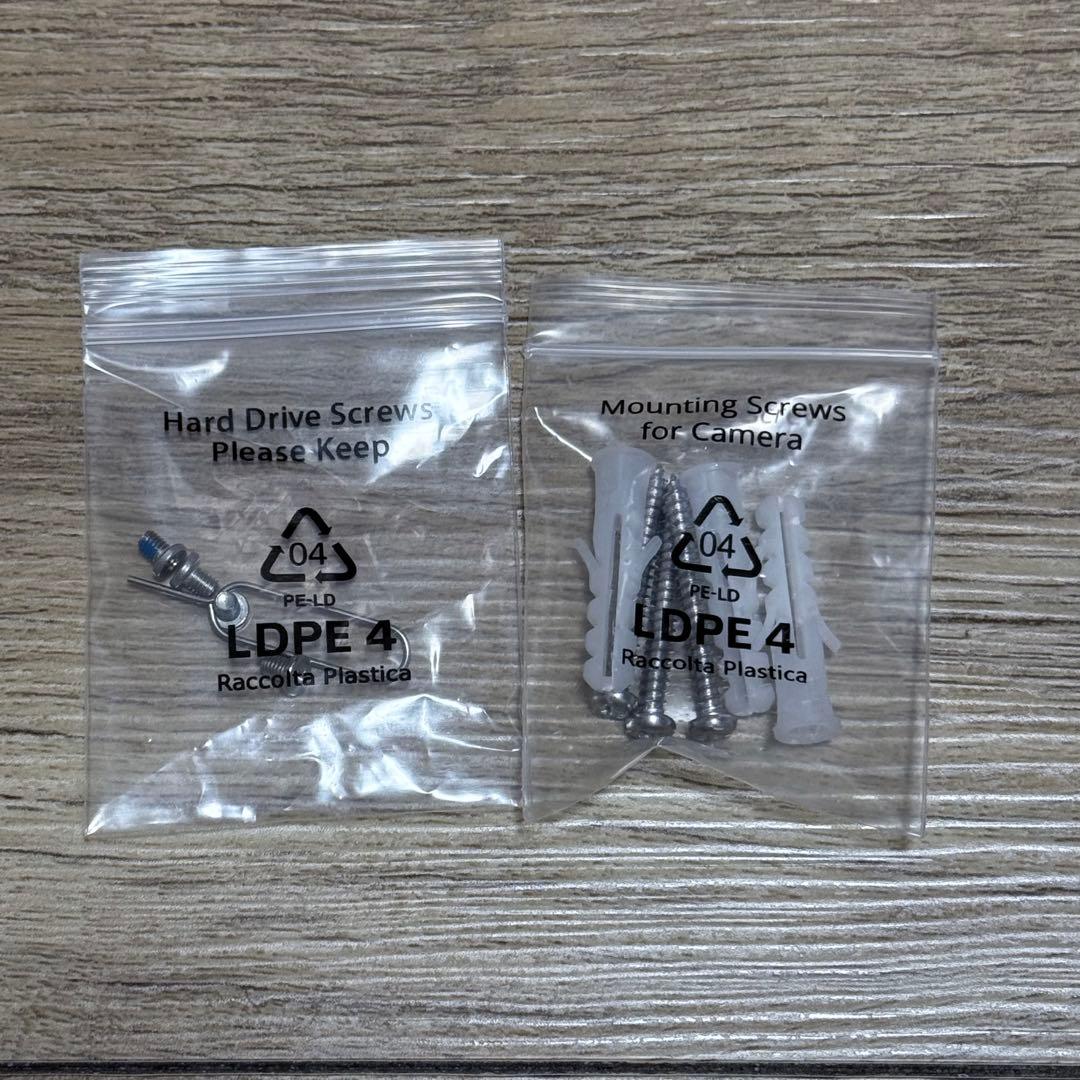 Hard Drive Screws
Please Keep
04
PE-LD
LDPE 4
Raccolta Plastica
Mounting Screws
for Camera
04
PE-LD
LDPE 4
Raccolta Plastica